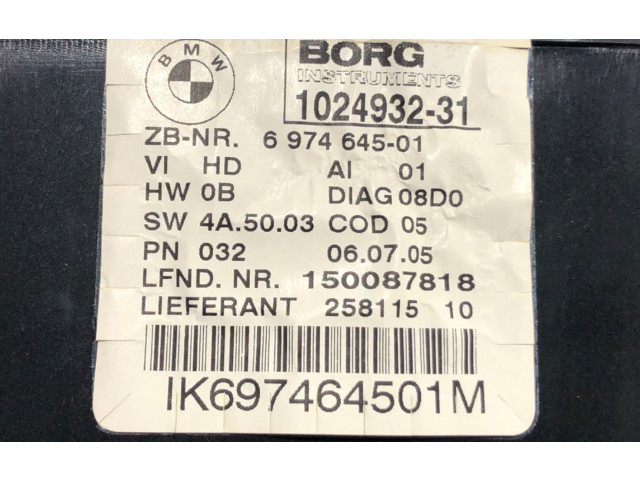 BMW
BORG
INSTRUMENTS
1024932-31
ZB-NR. 6 974 645-01
VI HD AI 01
HW 0B DIAG 08D0
SW 4A.50.03 COD 05
PN 032 06.07.05
LFND. NR. 150087818
LIEFERANT 258115 10
IK697464501M